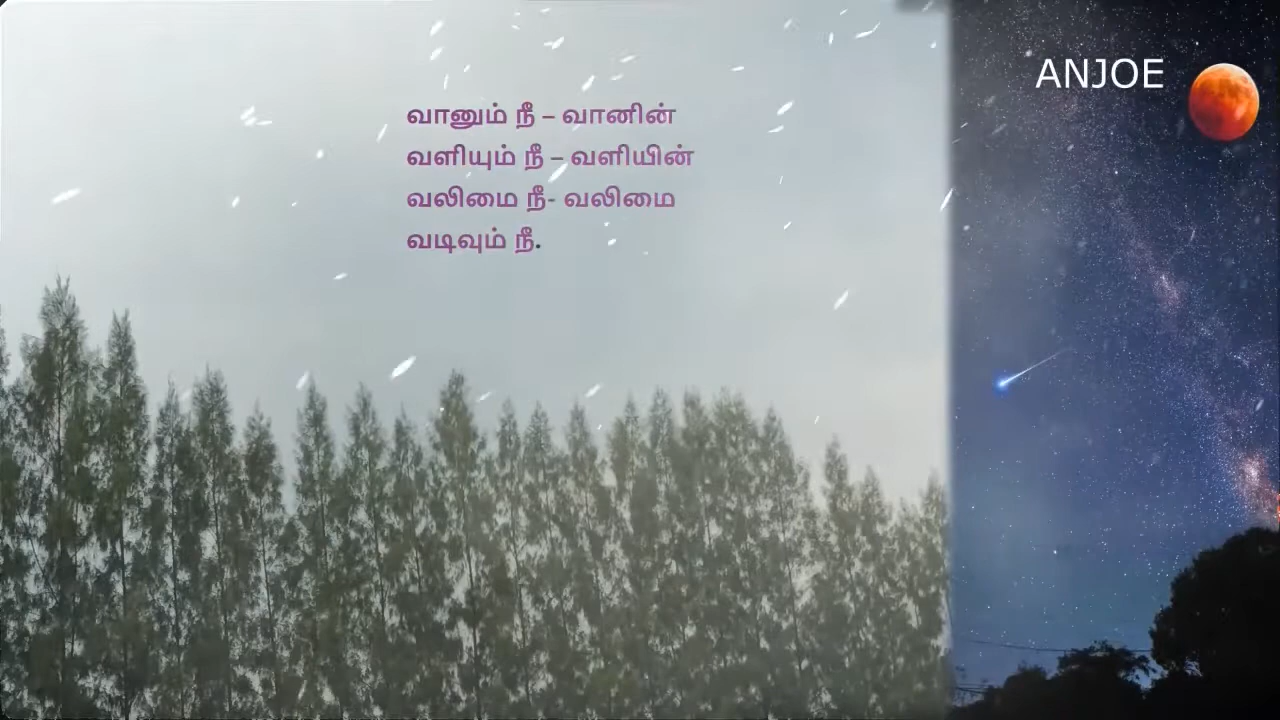 வானும் நீ – வானின்
வளியும் நீ – வளியின்
வலிமை நீ- வலிமை
வடிவும் நீ.
ANJOE